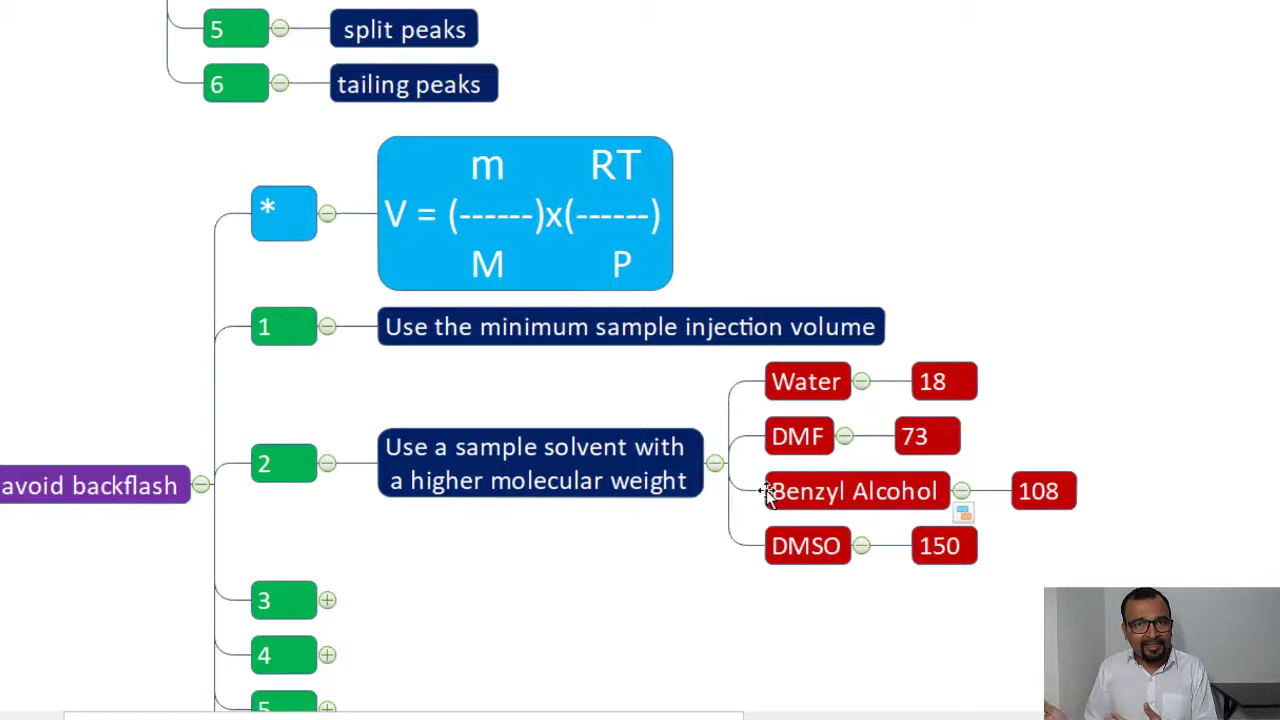 5
split peaks
6
tailing peaks
*
m RT
V = (------)x(------)
M P
1
Use the minimum sample injection volume
2
Use a sample solvent with
a higher molecular weight
Water
18
DMF
73
Benzyl Alcohol
108
DMSO
150
avoid backflash
3
4
5